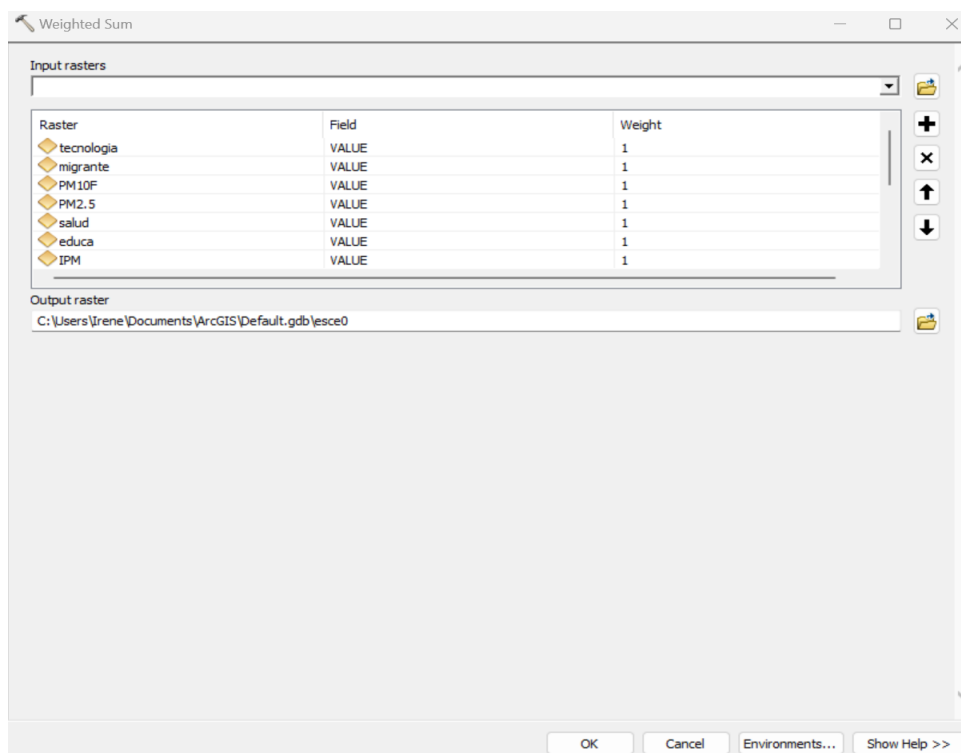 Weighted Sum
Input rasters
Raster Field Weight
tecnologia VALUE 1
migrante VALUE 1
PM10F VALUE 1
PM2.5 VALUE 1
salud VALUE 1
educa VALUE 1
IPM VALUE 1
Output raster
C:\Users\Irene\Documents\ArcGIS\Default.gdb\esce0
OK Cancel Environments... Show Help >>